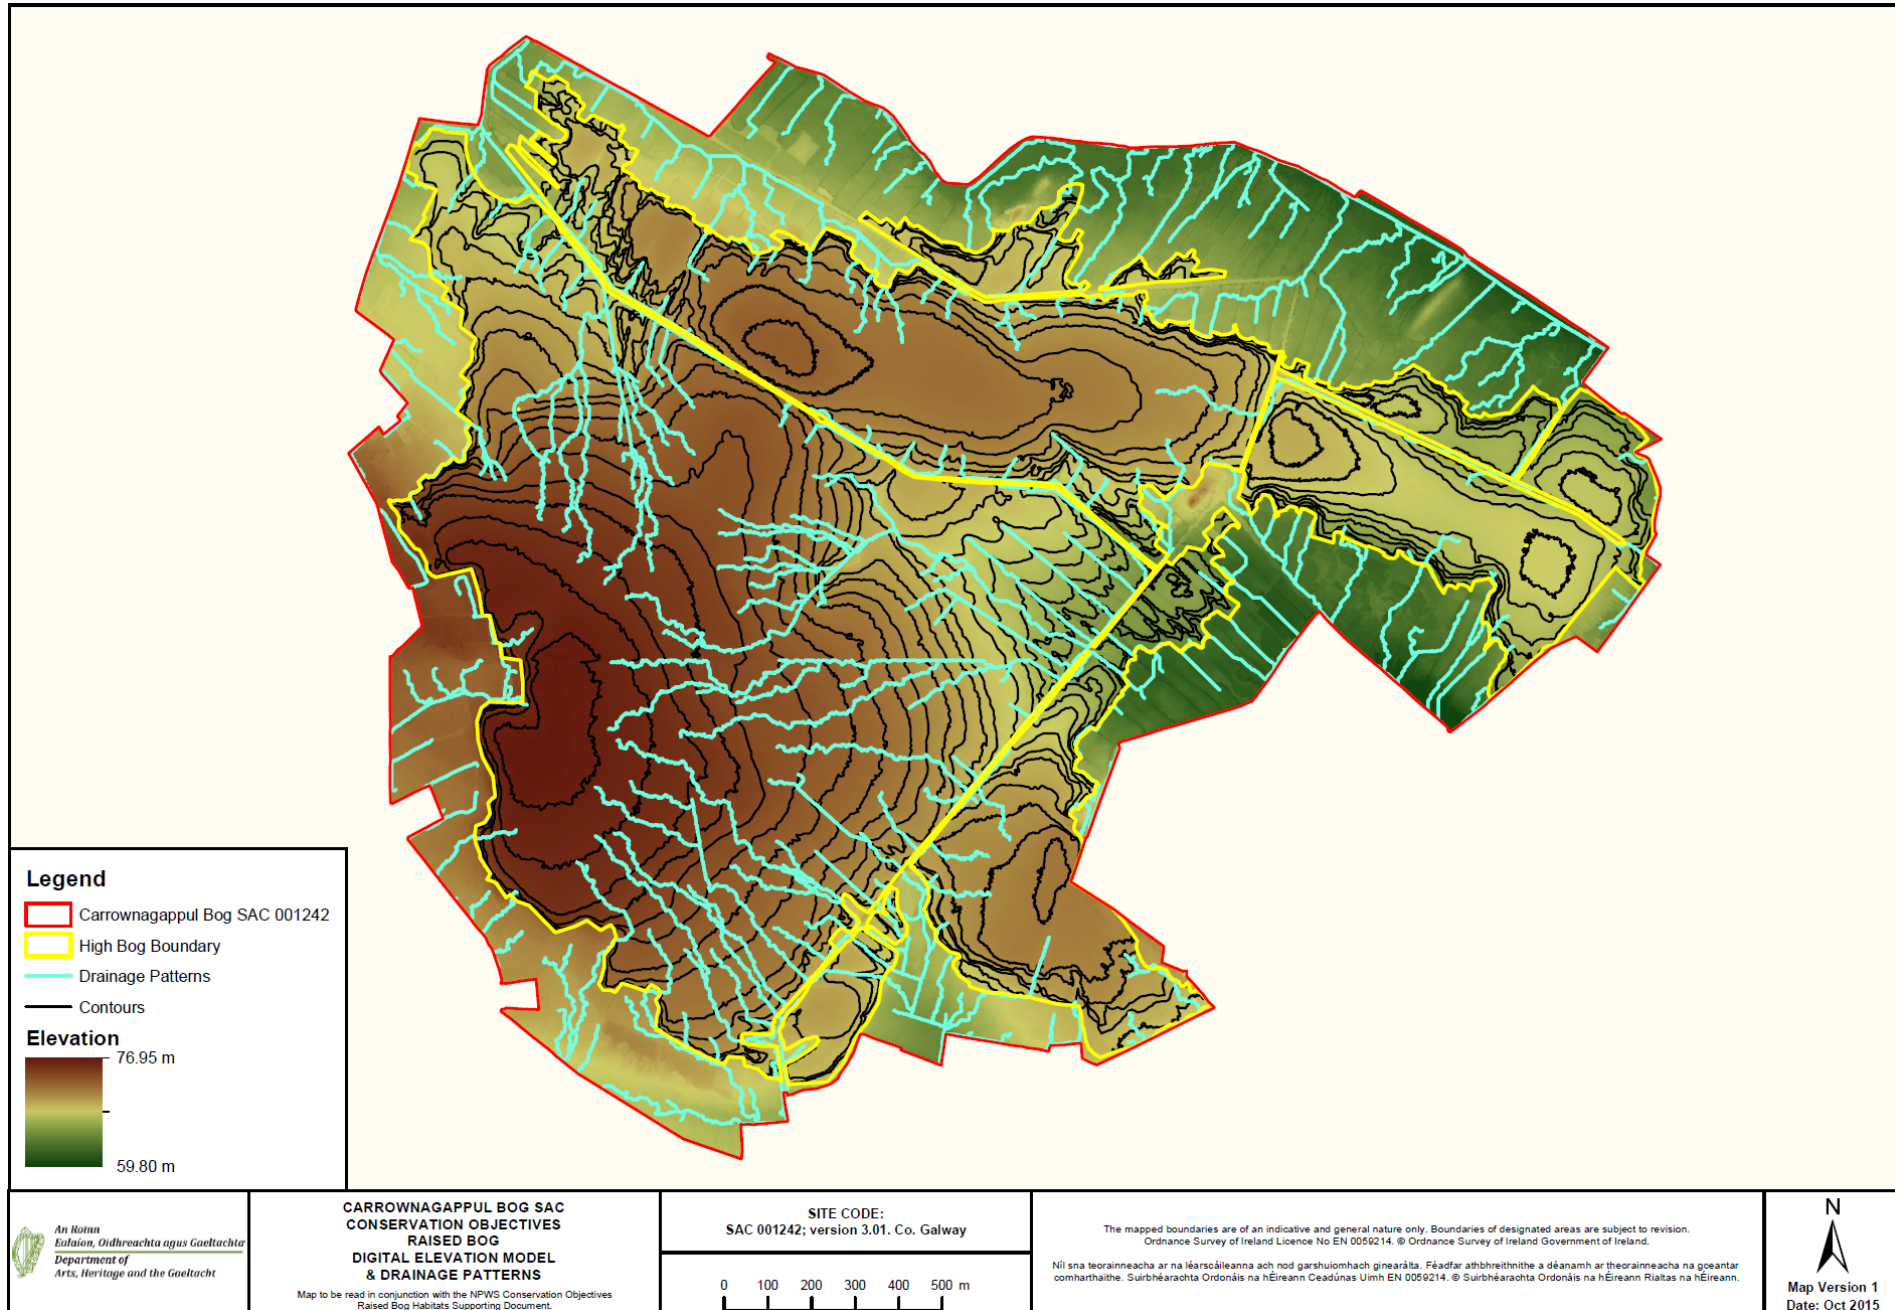 Legend
Carrownagappul Bog SAC 001242
High Bog Boundary
Drainage Patterns
Contours
Elevation
76.95 m
59.80 m
An Roinn
Ealaíon, Oidhreachta agus Gaeltachta
Department of
Arts, Heritage and the Gaeltacht
CARROWNAGAPPUL BOG SAC
CONSERVATION OBJECTIVES
RAISED BOG
DIGITAL ELEVATION MODEL
& DRAINAGE PATTERNS
Map to be read in conjunction with the NPWS Conservation Objectives
Raised Bog Habitats Supporting Document.
SITE CODE:
SAC 001242; version 3.01. Co. Galway
0 100 200 300 400 500 m
The mapped boundaries are of an indicative and general nature only. Boundaries of designated areas are subject to revision.
Ordnance Survey of Ireland Licence No EN 0059214. © Ordnance Survey of Ireland Government of Ireland.
Níl sna teorainneacha ar na léarscáileanna ach nod garshuiomhach ginearálta. Féadfar athbhreithnithe a déanamh ar theorainneacha na gceantar
comharthaithe. Suirbhéarachta Ordonáis na hÉireann Ceadúnas Uimh EN 0059214. © Suirbhéarachta Ordonáis na hÉireann Rialtas na hÉireann.
N
Map Version 1
Date: Oct 2015